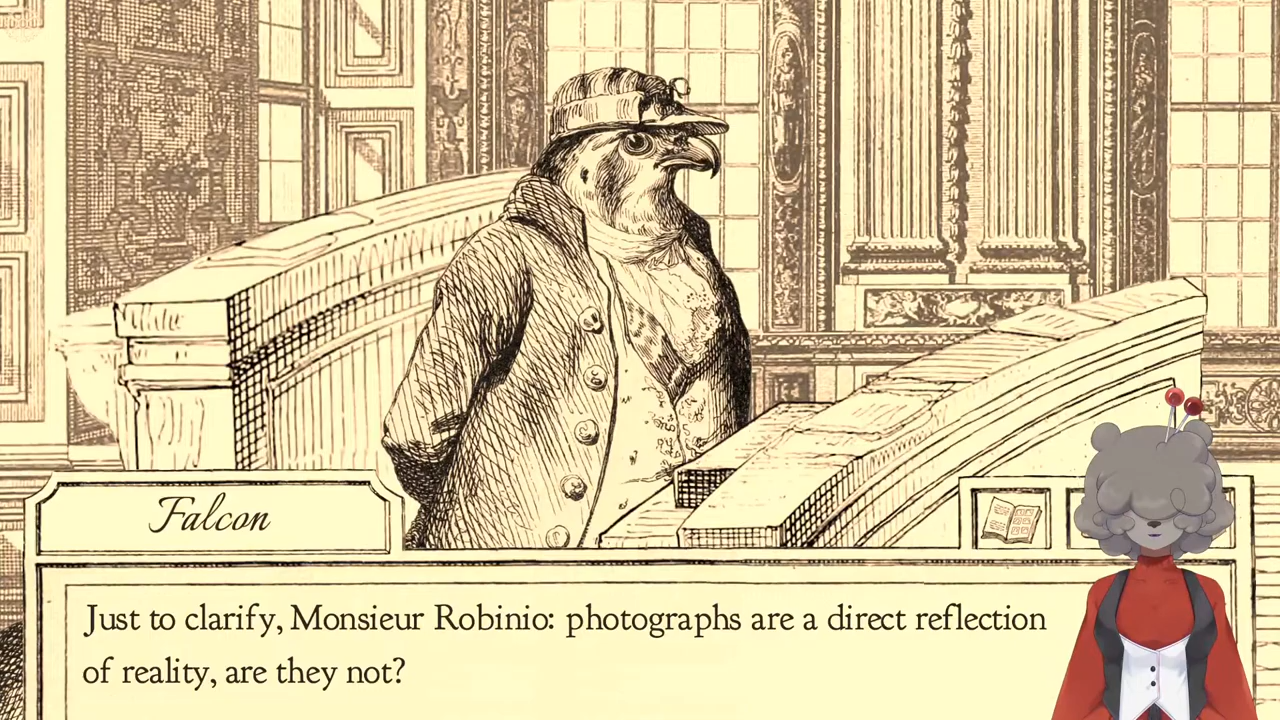 Falcon
Just to clarify, Monsieur Robinio: photographs are a direct reflection
of reality, are they not?